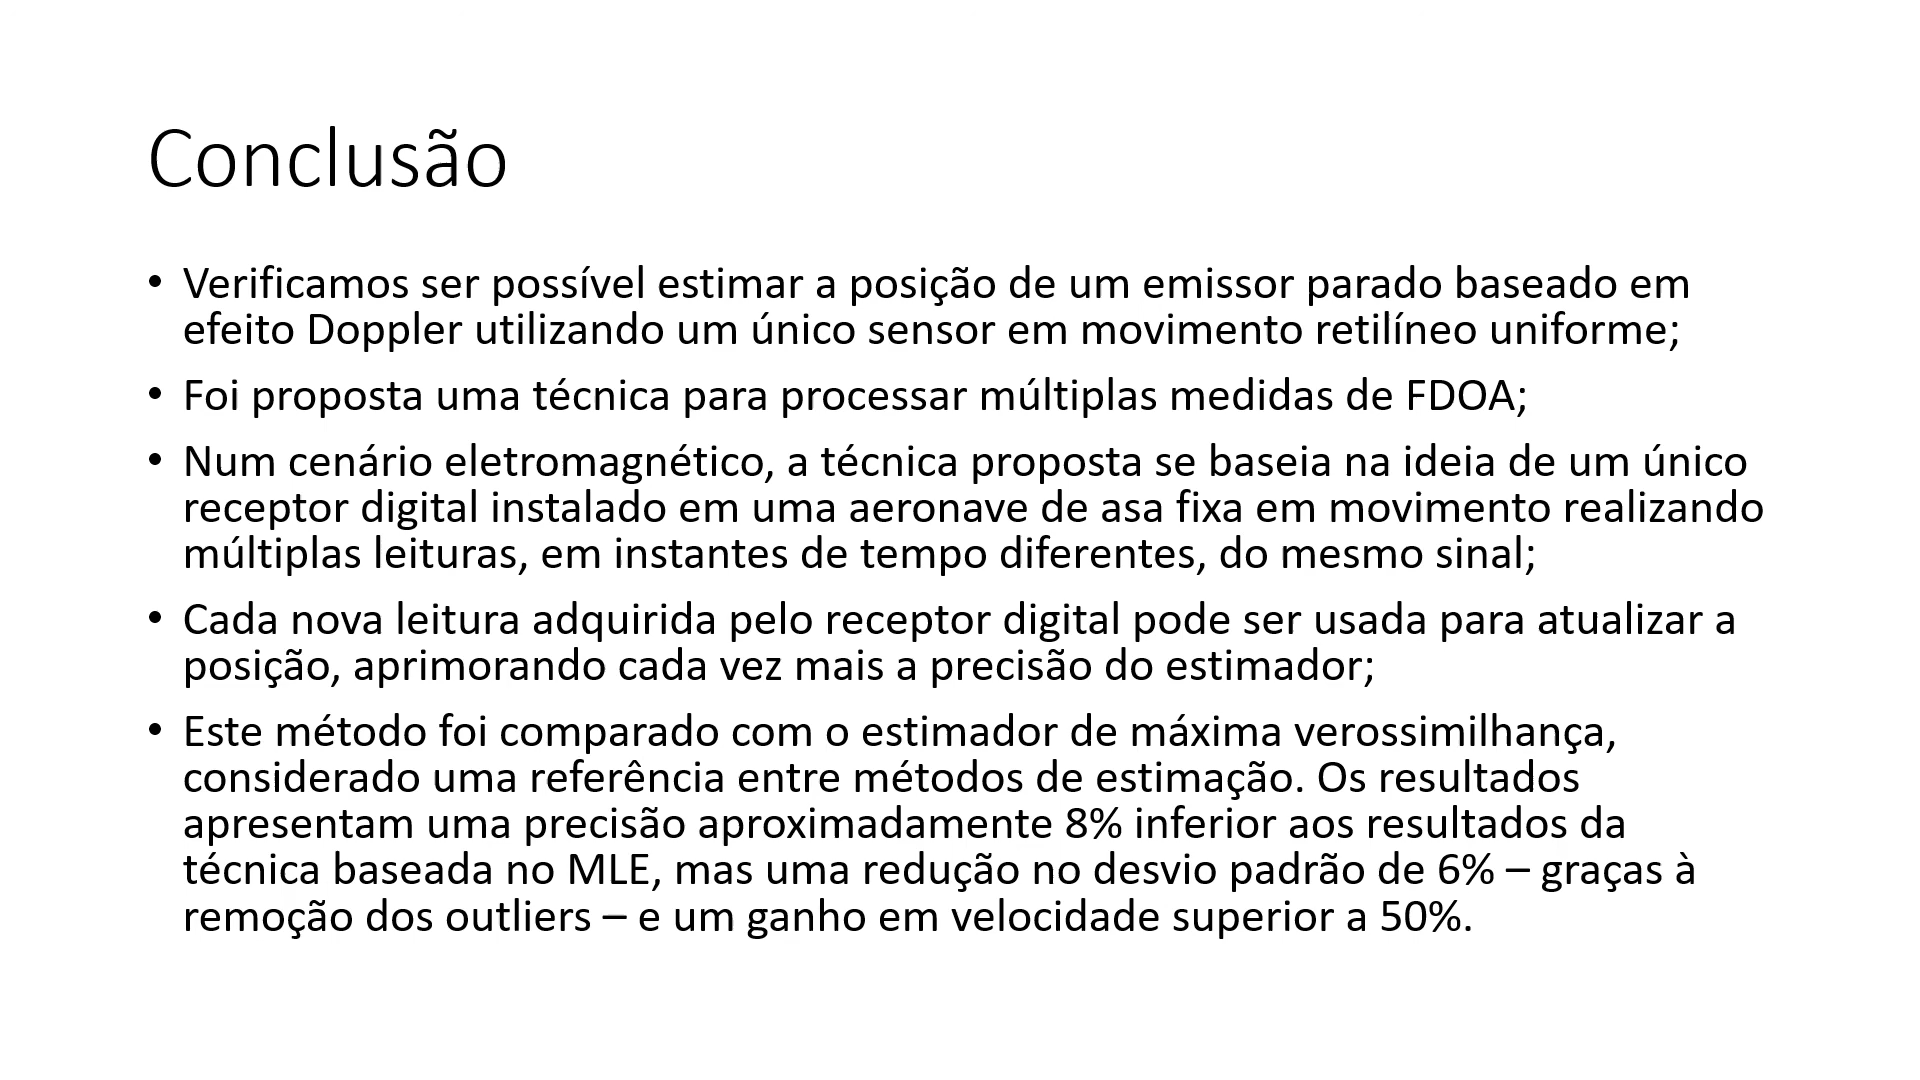 Conclusão
• Verificamos ser possível estimar a posição de um emissor parado baseado em
efeito Doppler utilizando um único sensor em movimento retilíneo uniforme;
• Foi proposta uma técnica para processar múltiplas medidas de FDOA;
• Num cenário eletromagnético, a técnica proposta se baseia na ideia de um único
receptor digital instalado em uma aeronave de asa fixa em movimento realizando
múltiplas leituras, em instantes de tempo diferentes, do mesmo sinal;
• Cada nova leitura adquirida pelo receptor digital pode ser usada para atualizar a
posição, aprimorando cada vez mais a precisão do estimador;
• Este método foi comparado com o estimador de máxima verossimilhança,
considerado uma referência entre métodos de estimação. Os resultados
apresentam uma precisão aproximadamente 8% inferior aos resultados da
técnica baseada no MLE, mas uma redução no desvio padrão de 6% – graças à
remoção dos outliers – e um ganho em velocidade superior a 50%.